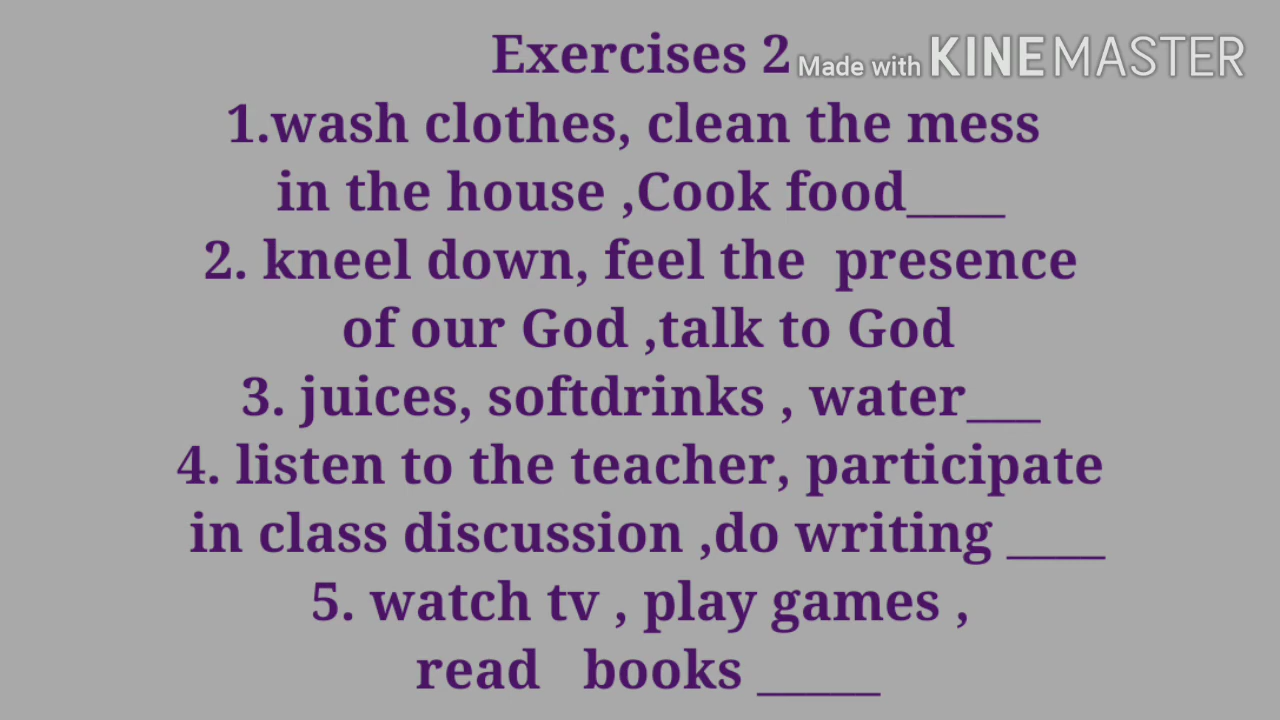 Exercises 2
Made with KINEMASTER
1.wash clothes, clean the mess
in the house ,Cook food____
2. kneel down, feel the presence
of our God ,talk to God
3. juices, softdrinks , water___
4. listen to the teacher, participate
in class discussion ,do writing ____
5. watch tv , play games ,
read books _____